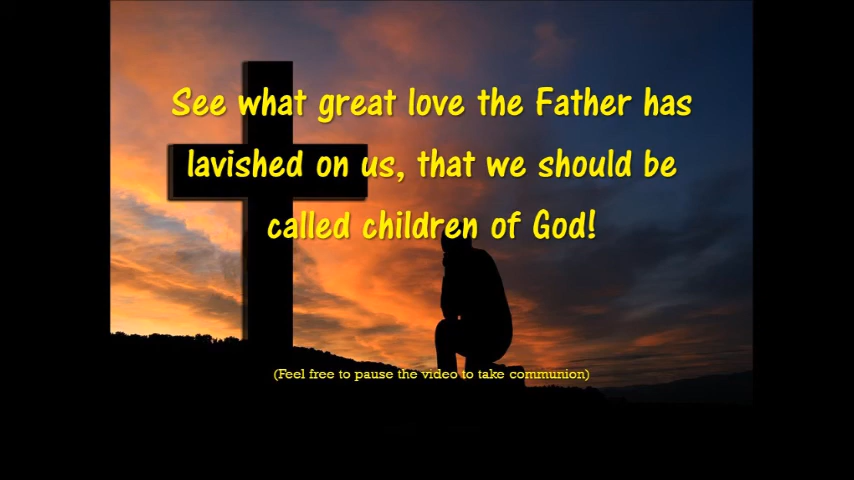 See what great love the Father has
lavished on us, that we should be
called children of God!
(Feel free to pause the video to take communion)